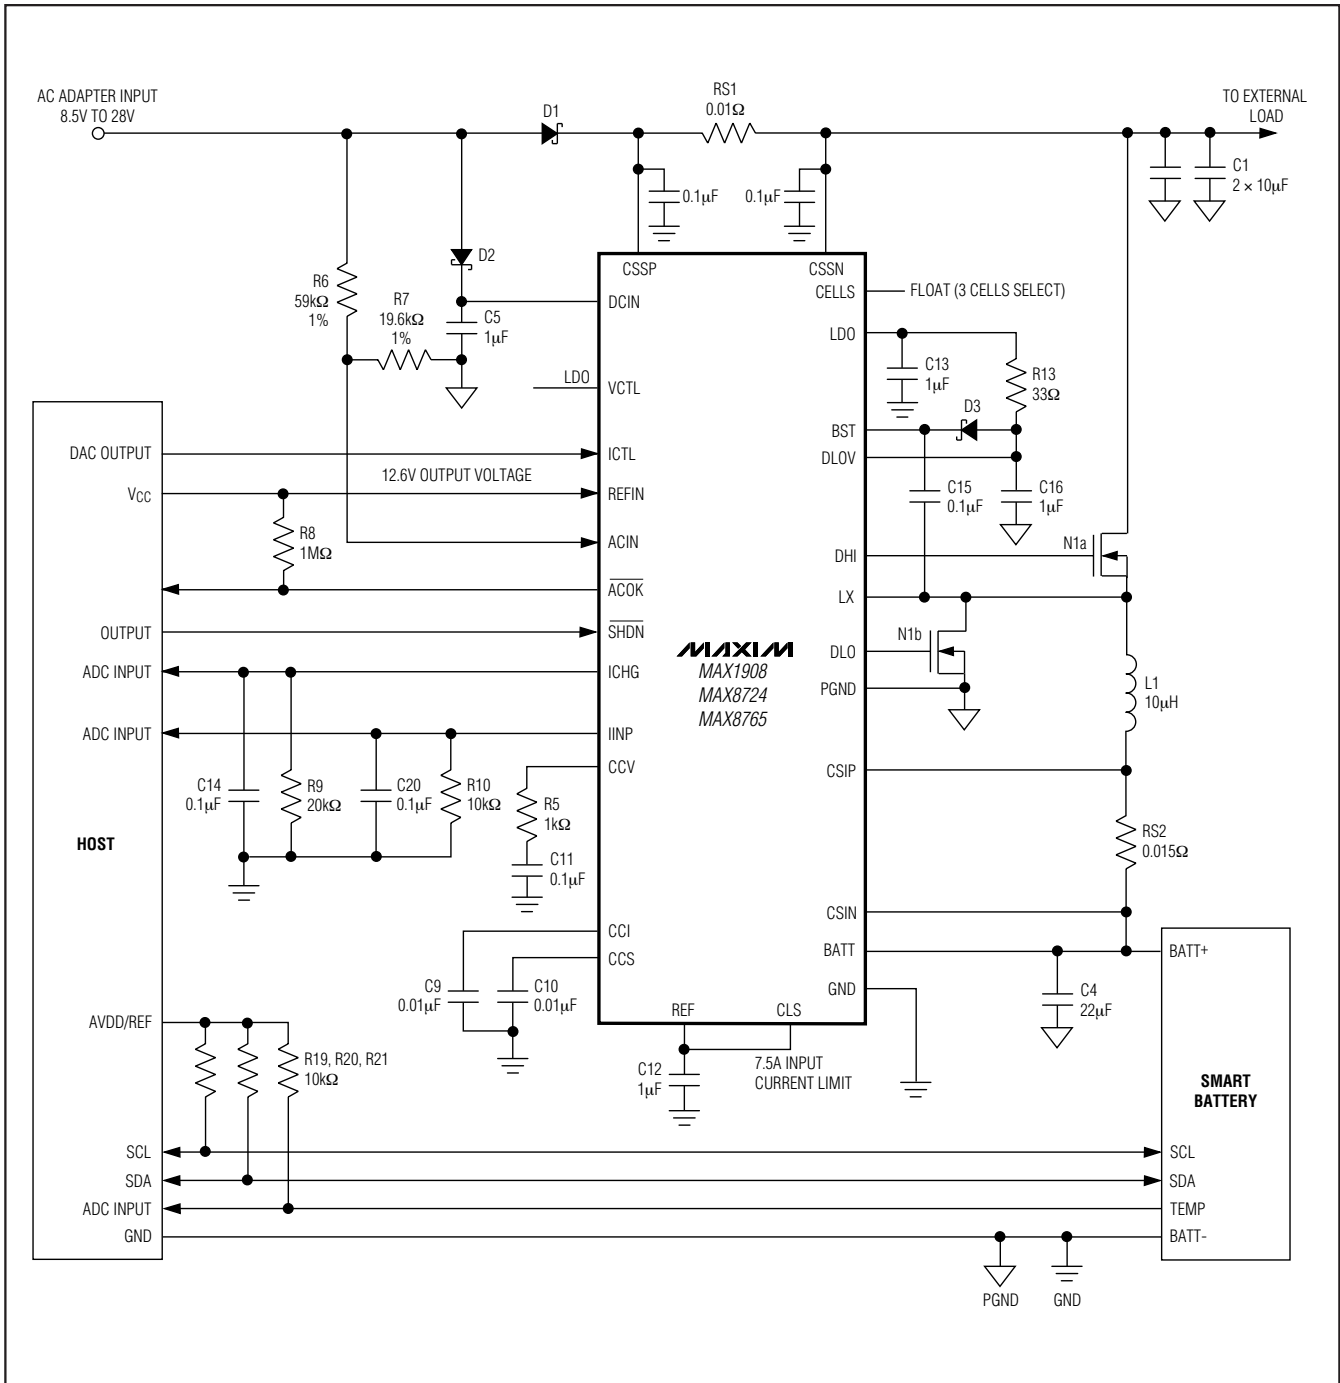 AC ADAPTER INPUT
8.5V TO 28V
D1
RS1
0.01Ω
TO EXTERNAL
LOAD
0.1µF
0.1µF
C1
2 × 10µF
D2
R6
59kΩ
1%
R7
19.6kΩ
1%
C5
1µF
CSSP
CSSN
CELLS
FLOAT (3 CELLS SELECT)
DCIN
LDO
LDO
VCTL
C13
1µF
R13
33Ω
D3
BST
DLOV
C15
0.1µF
C16
1µF
DAC OUTPUT
ICTL
12.6V OUTPUT VOLTAGE
VCC
REFIN
R8
1MΩ
ACIN
DHI
N1a
ACOK
LX
OUTPUT
SHDN
N1b
DLO
ADC INPUT
ICHG
MAXIM
MAX1908
MAX8724
MAX8765
PGND
L1
10µH
ADC INPUT
IINP
CCV
CSIP
C14
0.1µF
R9
20kΩ
C20
0.1µF
R10
10kΩ
R5
1kΩ
C11
0.1µF
RS2
0.015Ω
HOST
CSIN
CCI
BATT
BATT+
CCS
C9
0.01µF
C10
0.01µF
GND
C4
22µF
AVDD/REF
REF
CLS
R19, R20, R21
10kΩ
C12
1µF
7.5A INPUT
CURRENT LIMIT
SMART
BATTERY
SCL
SCL
SDA
SDA
ADC INPUT
TEMP
GND
BATT-
PGND
GND